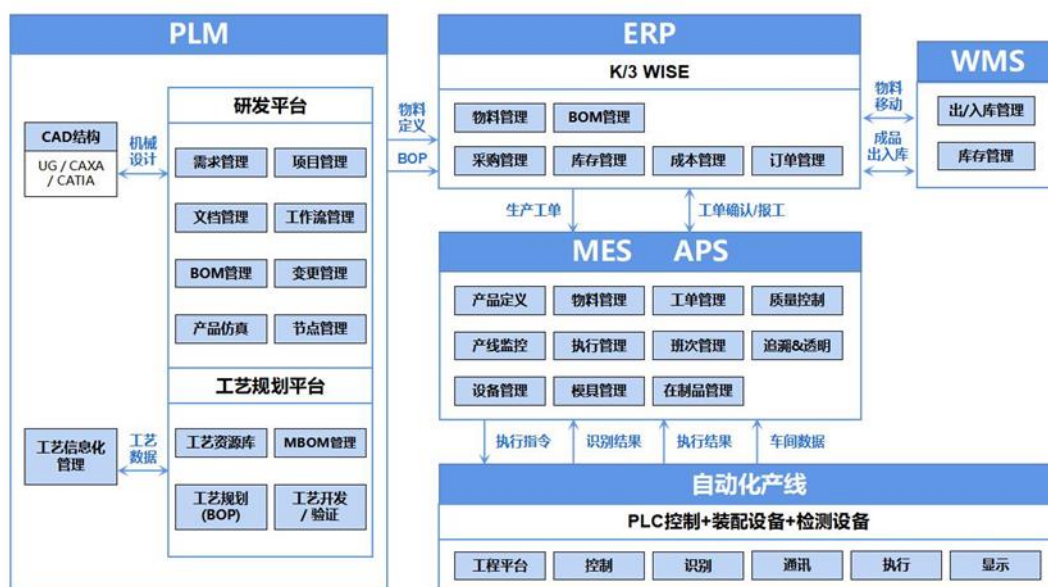 PLM
CAD结构
UG / CAXA
/ CATIA
机械
设计
研发平台
需求管理
项目管理
文档管理
工作流管理
BOM管理
变更管理
产品仿真
节点管理
工艺规划平台
工艺信息化
管理
工艺
数据
工艺资源库
MBOM管理
工艺规划
(BOP)
工艺开发
/ 验证
物料
定义
BOP
ERP
K/3 WISE
物料管理
BOM管理
采购管理
库存管理
成本管理
订单管理
物料
移动
成品
出入库
WMS
出/入库管理
库存管理
生产工单
工单确认/报工
MES APS
产品定义
物料管理
工单管理
质量控制
产线监控
执行管理
班次管理
追溯&透明
设备管理
模具管理
在制品管理
执行指令
识别结果
执行结果
车间数据
自动化产线
PLC控制+装配设备+检测设备
工程平台
控制
识别
通讯
执行
显示